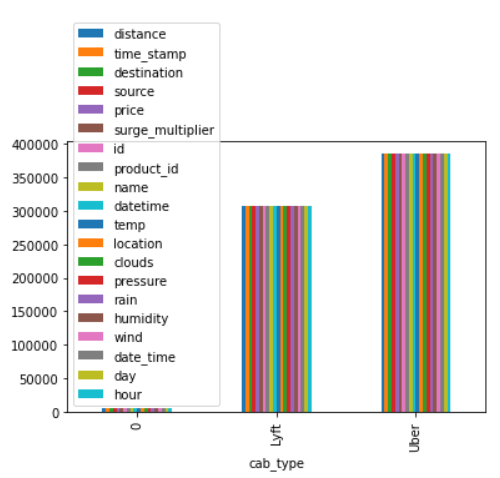 distance
time_stamp
destination
source
price
surge_multiplier
id
product_id
name
datetime
temp
location
clouds
pressure
rain
humidity
wind
date_time
day
hour
400000
350000
300000
250000
200000
150000
100000
50000
0
0
Lyft
Uber
cab_type